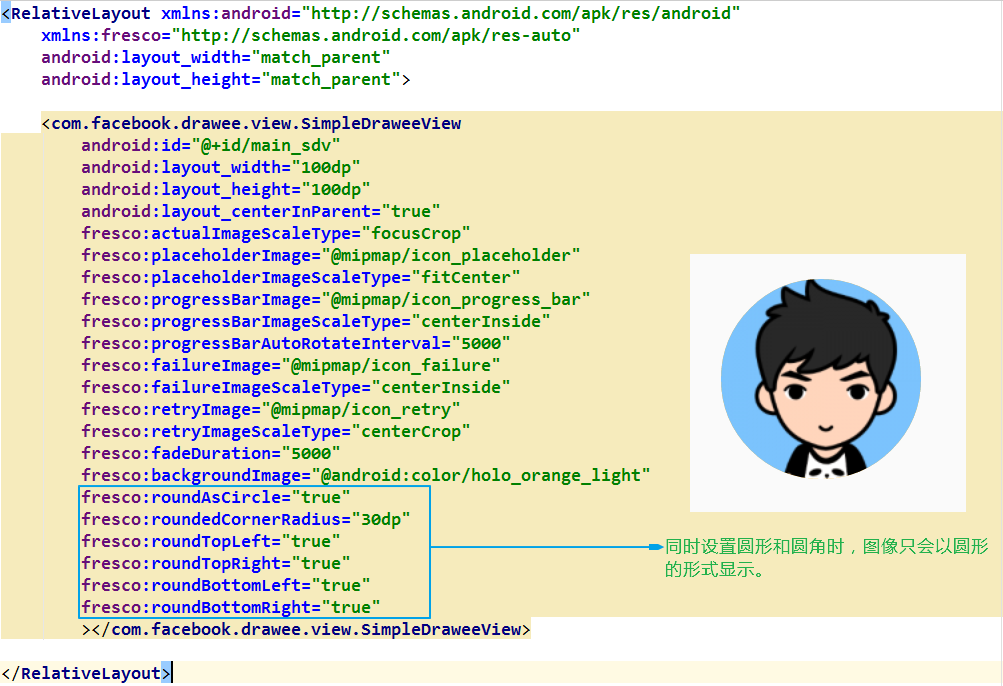 <RelativeLayout xmlns:android="http://schemas.android.com/apk/res/android"
xmlns:fresco="http://schemas.android.com/apk/res-auto"
android:layout_width="match_parent"
android:layout_height="match_parent">
<com.facebook.drawee.view.SimpleDraweeView
android:id="@+id/main_sdv"
android:layout_width="100dp"
android:layout_height="100dp"
android:layout_centerInParent="true"
fresco:actualImageScaleType="focusCrop"
fresco:placeholderImage="@mipmap/icon_placeholder"
fresco:placeholderImageScaleType="fitCenter"
fresco:progressBarImage="@mipmap/icon_progress_bar"
fresco:progressBarImageScaleType="centerInside"
fresco:progressBarAutoRotateInterval="5000"
fresco:failureImage="@mipmap/icon_failure"
fresco:failureImageScaleType="centerInside"
fresco:retryImage="@mipmap/icon_retry"
fresco:retryImageScaleType="centerCrop"
fresco:fadeDuration="5000"
fresco:backgroundImage="@android:color/holo_orange_light"
fresco:roundAsCircle="true"
fresco:roundedCornerRadius="30dp"
fresco:roundTopLeft="true"
fresco:roundTopRight="true"
fresco:roundBottomLeft="true"
fresco:roundBottomRight="true"
></com.facebook.drawee.view.SimpleDraweeView>
</RelativeLayout>
同时设置圆形和圆角时，图像只会以圆形
的形式显示。